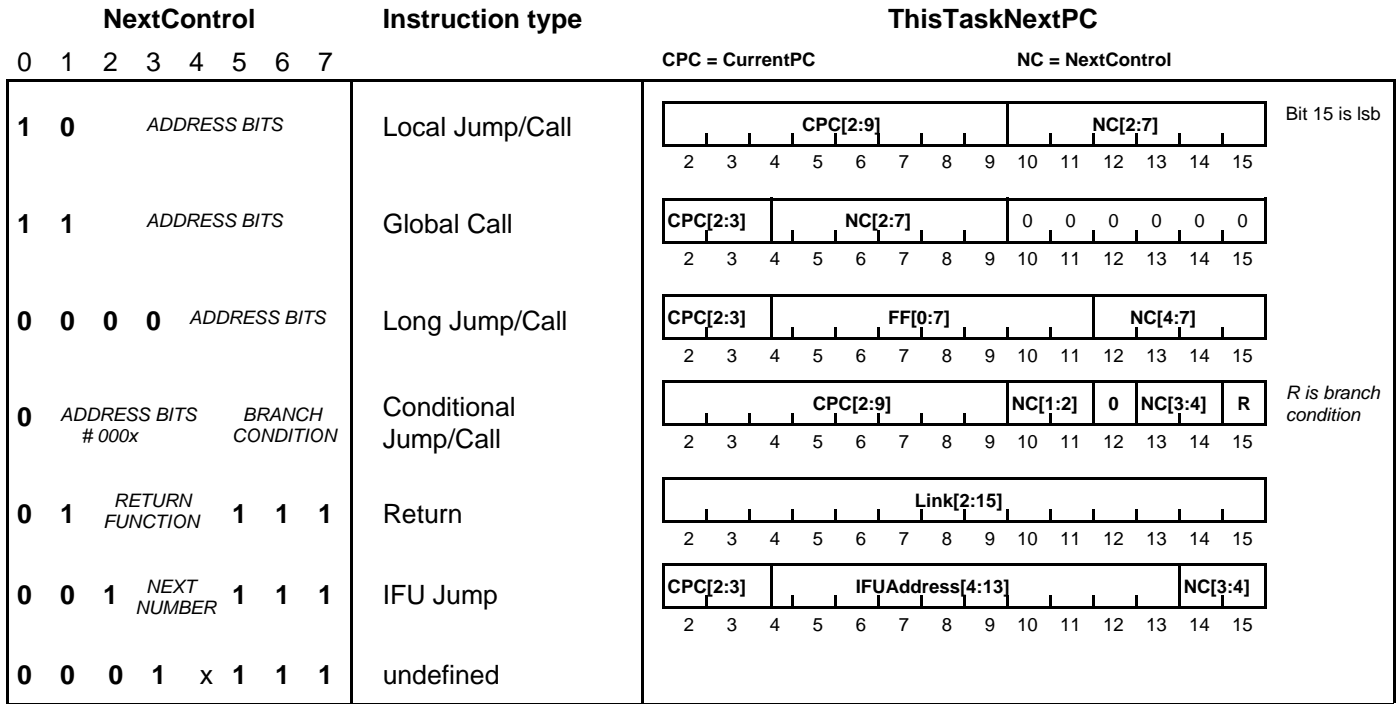 NextControl Instruction type ThisTaskNextPC
0 1 2 3 4 5 6 7 CPC = CurrentPC NC = NextControl
1 0 ADDRESS BITS Local Jump/Call CPC[2:9] NC[2:7] Bit 15 is lsb
2 3 4 5 6 7 8 9 10 11 12 13 14 15
1 1 ADDRESS BITS Global Call CPC[2:3] NC[2:7] 0 0 0 0 0 0
2 3 4 5 6 7 8 9 10 11 12 13 14 15
0 0 0 0 ADDRESS BITS Long Jump/Call CPC[2:3] FF[0:7] NC[4:7]
2 3 4 5 6 7 8 9 10 11 12 13 14 15
0 ADDRESS BITS BRANCH Conditional CPC[2:9] NC[1:2] 0 NC[3:4] R R is branch
# 000x CONDITION Jump/Call condition
2 3 4 5 6 7 8 9 10 11 12 13 14 15
0 1 RETURN FUNCTION 1 1 1 Return Link[2:15]
2 3 4 5 6 7 8 9 10 11 12 13 14 15
0 0 1 NEXT NUMBER 1 1 1 IFU Jump CPC[2:3] IFUAddress[4:13] NC[3:4]
2 3 4 5 6 7 8 9 10 11 12 13 14 15
0 0 0 1 x 1 1 1 undefined